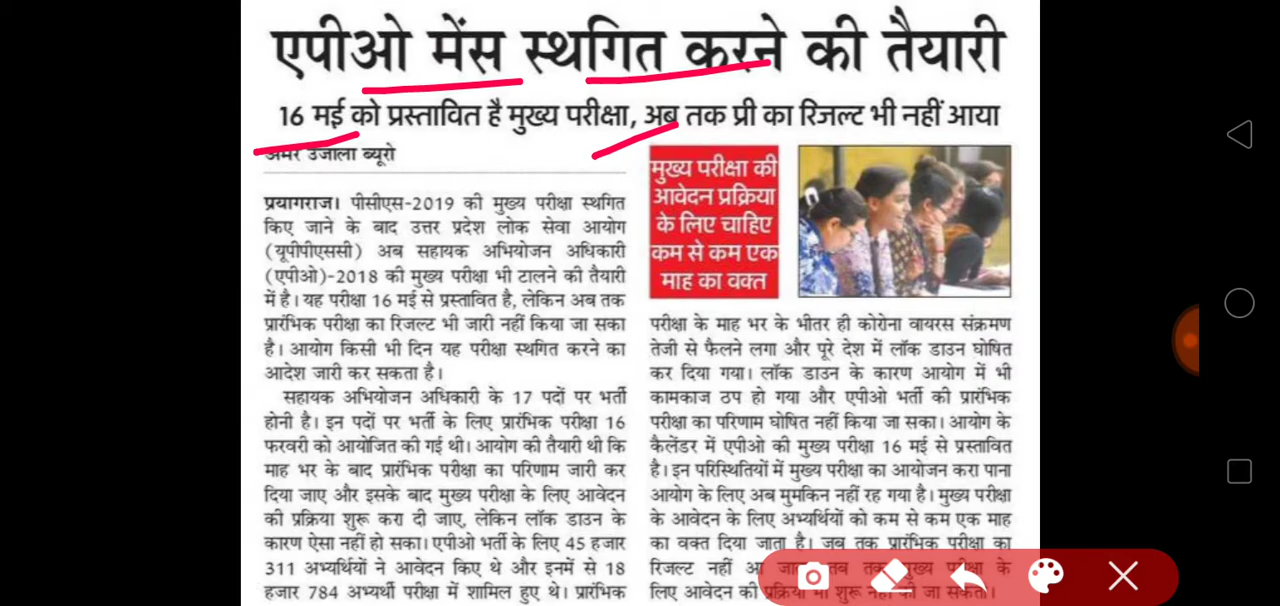 एपीओ मेंस स्थगित करने की तैयारी
16 मई को प्रस्तावित है मुख्य परीक्षा, अब तक प्री का रिजल्ट भी नहीं आया
अमर उजाला ब्यूरो
प्रयागराज। पीसीएस-2019 की मुख्य परीक्षा स्थगित
किए जाने के बाद उत्तर प्रदेश लोक सेवा आयोग
(यूपीपीएससी) अब सहायक अभियोजन अधिकारी
(एपीओ)-2018 की मुख्य परीक्षा भी टालने की तैयारी
में है। यह परीक्षा 16 मई से प्रस्तावित है, लेकिन अब तक
प्रारंभिक परीक्षा का रिजल्ट भी जारी नहीं किया जा सका
है। आयोग किसी भी दिन यह परीक्षा स्थगित करने का
आदेश जारी कर सकता है।
सहायक अभियोजन अधिकारी के 17 पदों पर भर्ती
होनी है। इन पदों पर भर्ती के लिए प्रारंभिक परीक्षा 16
फरवरी को आयोजित की गई थी। आयोग की तैयारी थी कि
माह भर के बाद प्रारंभिक परीक्षा का परिणाम जारी कर
दिया जाए और इसके बाद मुख्य परीक्षा के लिए आवेदन
की प्रक्रिया शुरू करा दी जाए, लेकिन लॉक डाउन के
कारण ऐसा नहीं हो सका। एपीओ भर्ती के लिए 45 हजार
311 अभ्यर्थियों ने आवेदन किए थे और इनमें से 18
हजार 784 अभ्यर्थी परीक्षा में शामिल हुए थे। प्रारंभिक
मुख्य परीक्षा की
आवेदन प्रक्रिया
के लिए चाहिए
कम से कम एक
माह का वक्त
परीक्षा के माह भर के भीतर ही कोरोना वायरस संक्रमण
तेजी से फैलने लगा और पूरे देश में लॉक डाउन घोषित
कर दिया गया। लॉक डाउन के कारण आयोग में भी
कामकाज ठप हो गया और एपीओ भर्ती की प्रारंभिक
परीक्षा का परिणाम घोषित नहीं किया जा सका। आयोग के
कैलेंडर में एपीओ की मुख्य परीक्षा 16 मई से प्रस्तावित
है। इन परिस्थितियों में मुख्य परीक्षा का आयोजन करा पाना
आयोग के लिए अब मुमकिन नहीं रह गया है। मुख्य परीक्षा
के आवेदन के लिए अभ्यर्थियों को कम से कम एक माह
का वक्त दिया जाता है। जब तक प्रारंभिक परीक्षा का
रिजल्ट नहीं आ जाता तब तक मुख्य परीक्षा के
लिए आवेदन की प्रक्रिया भी शुरू नहीं की जा सकती।